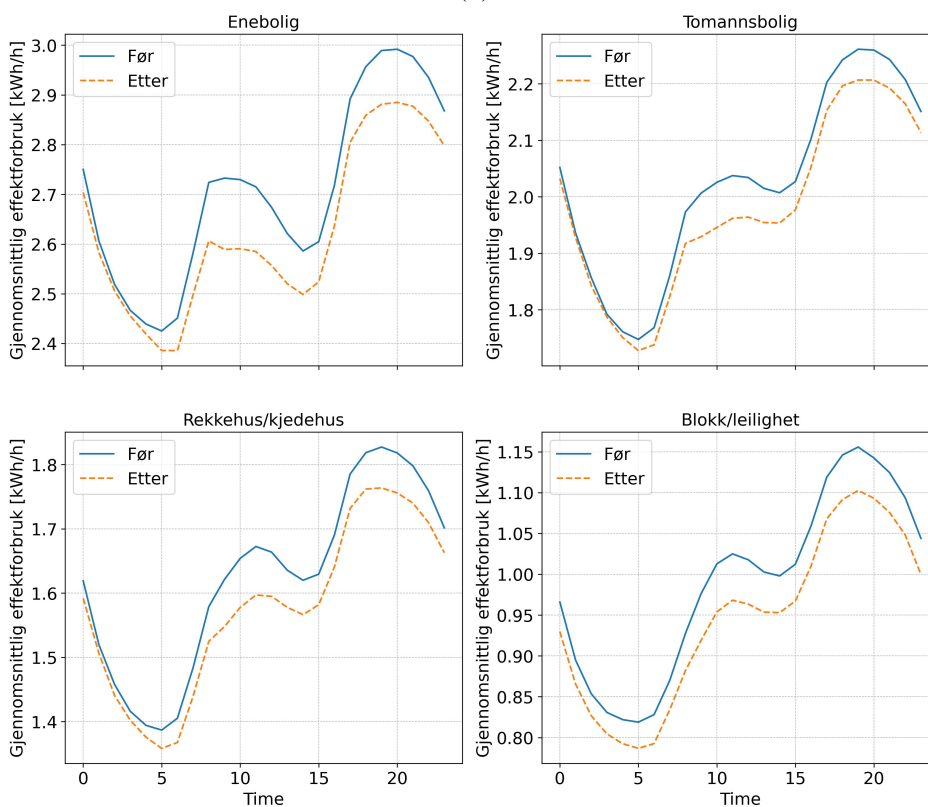 Enebolig
Gjennomsnittlig effektforbruk [kWh/h]
3.0
2.9
2.8
2.7
2.6
2.5
2.4
Før
Etter
Tomannsbolig
Gjennomsnittlig effektforbruk [kWh/h]
2.2
2.1
2.0
1.9
1.8
Før
Etter
Rekkehus/kjedehus
Gjennomsnittlig effektforbruk [kWh/h]
1.8
1.7
1.6
1.5
1.4
Før
Etter
0 5 10 15 20
Time
Blokk/leilighet
Gjennomsnittlig effektforbruk [kWh/h]
1.15
1.10
1.05
1.00
0.95
0.90
0.85
0.80
Før
Etter
0 5 10 15 20
Time